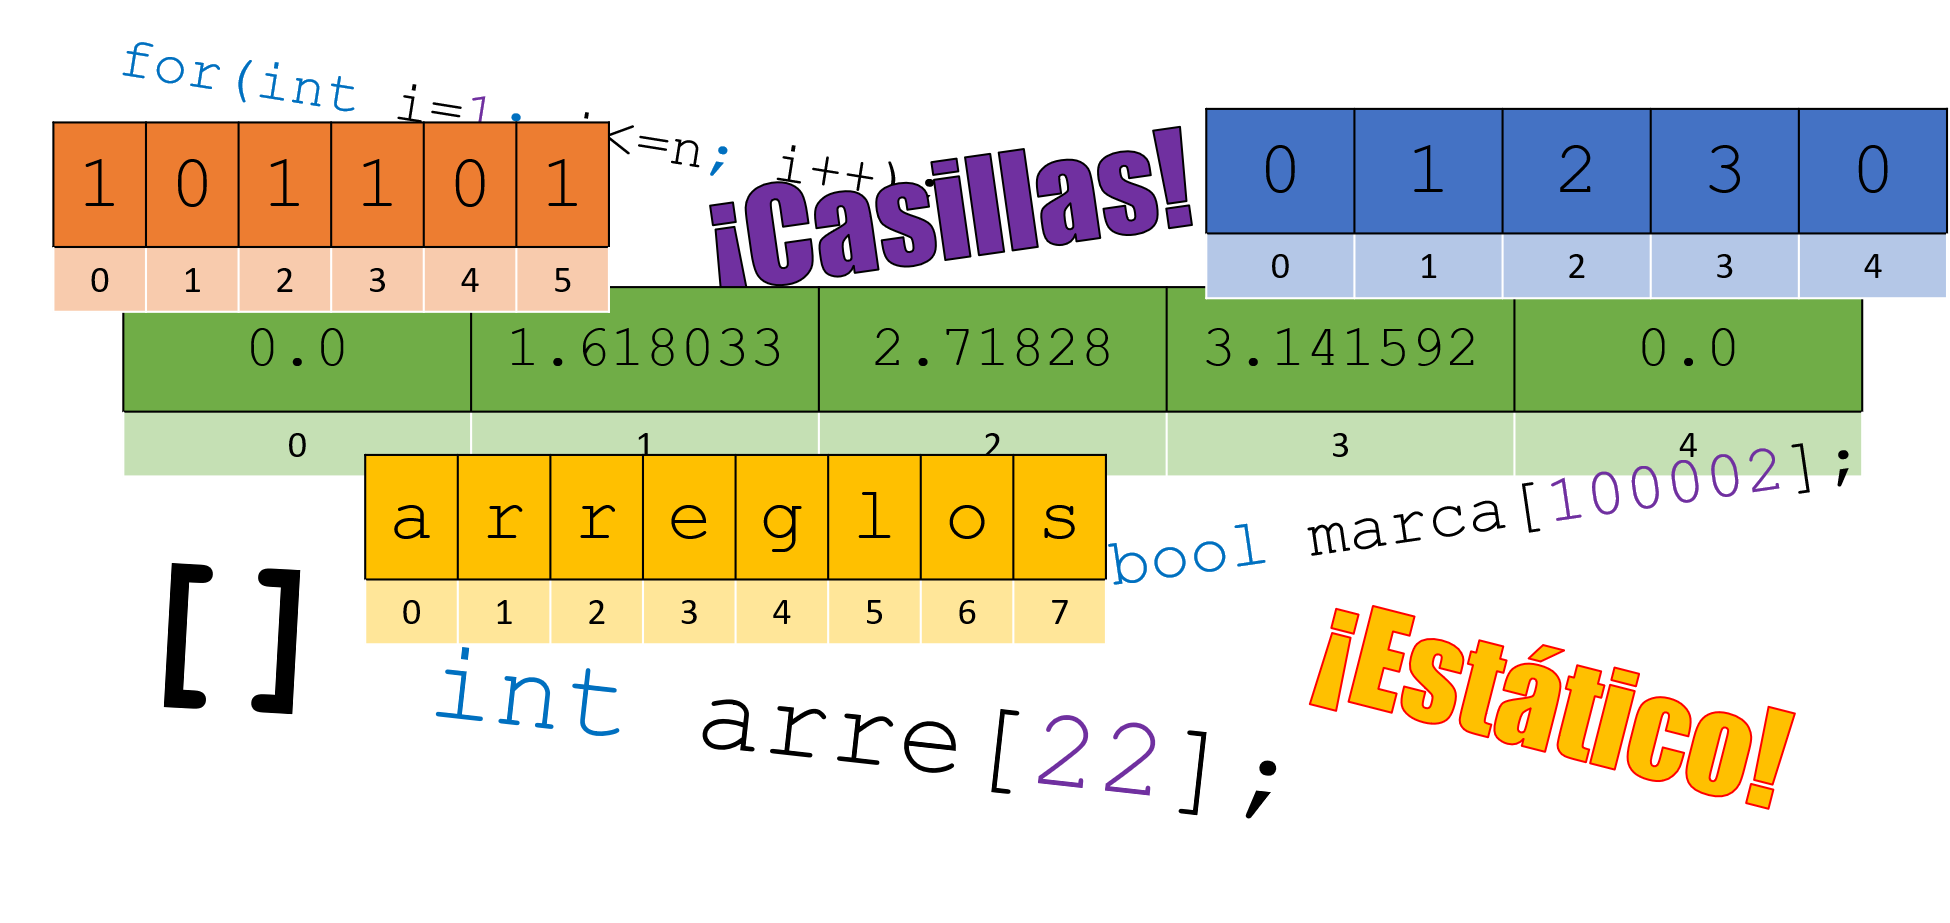 for(int i=1; i<=n; i++)
1 0 1 1 0 1
0 1 2 3 4 5
¡Casillas!
0 1 2 3 0
0 1 2 3 4
0.0 1.618033 2.71828 3.141592 0.0
0 1 2 3 4
a r r e g l o s
0 1 2 3 4 5 6 7
bool marca[100002];
[]
int arre[22];
¡Estático!